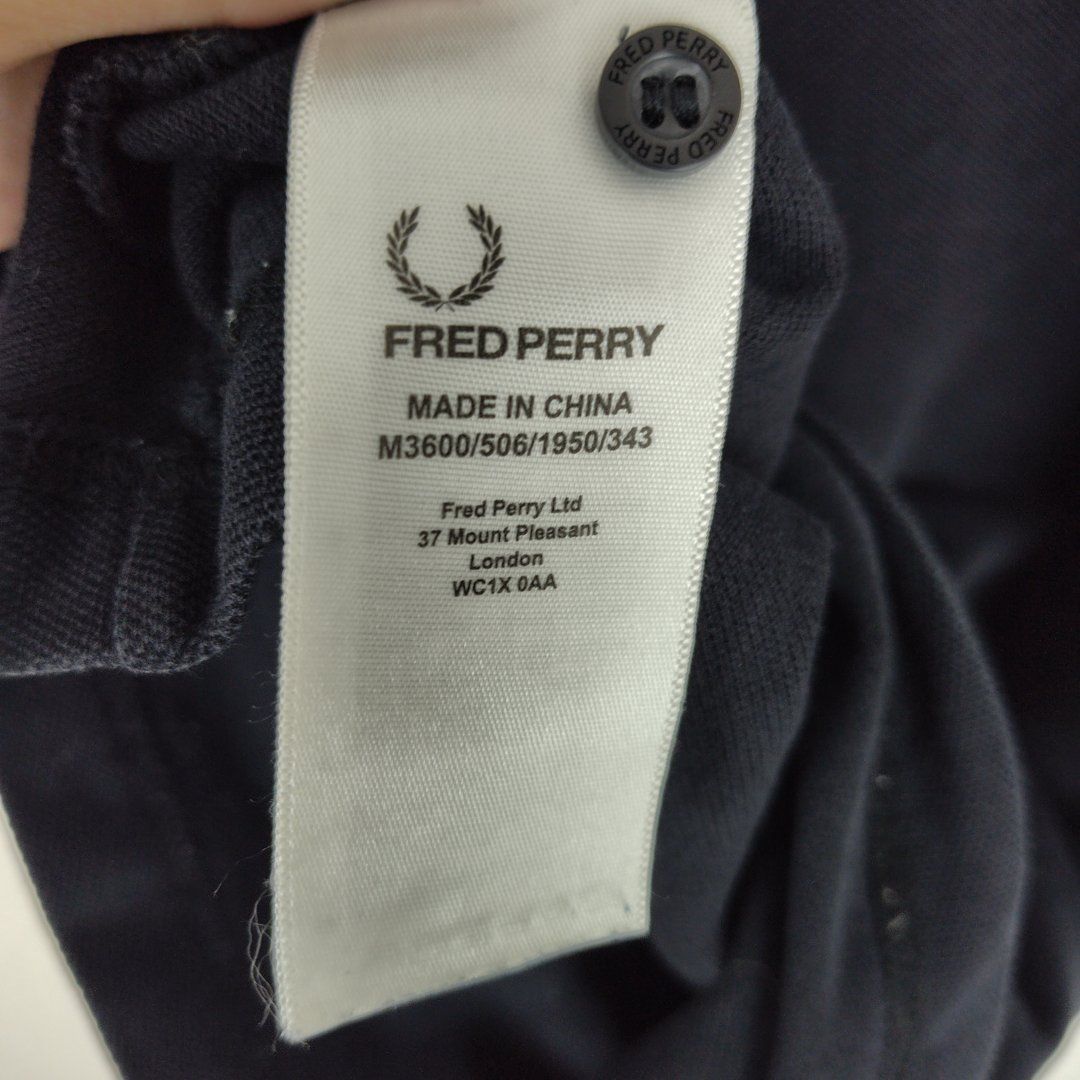 FRED PERRY
FRED PERRY
FRED PERRY
MADE IN CHINA
M3600/506/1950/343
Fred Perry Ltd
37 Mount Pleasant
London
WC1X 0AA